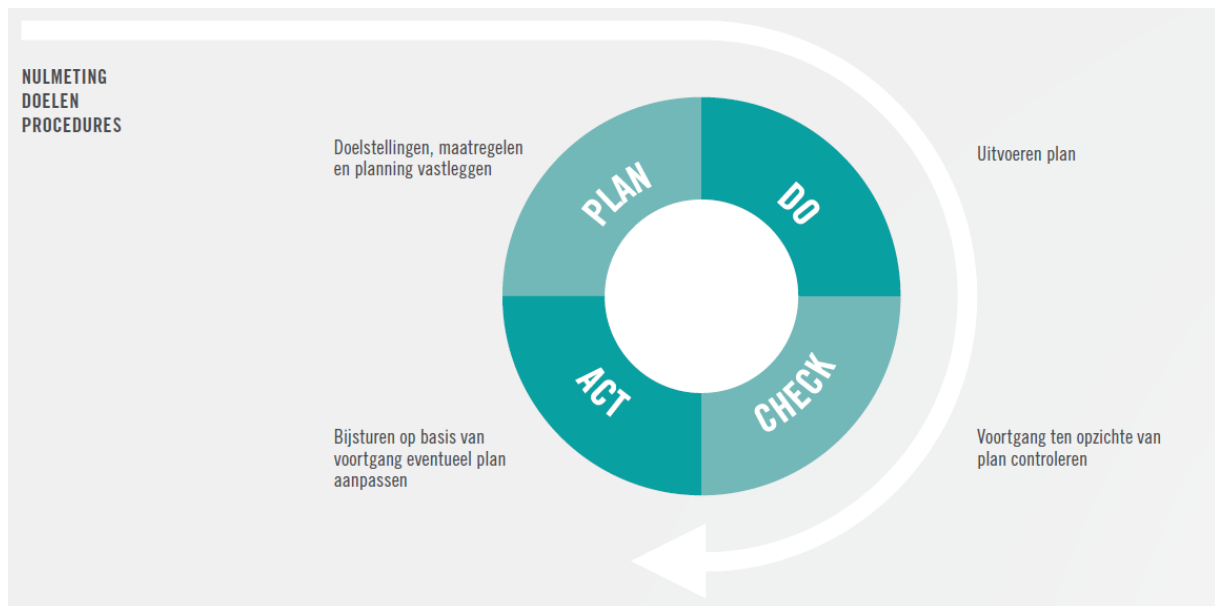 NULMETING
DOELEN
PROCEDURES
Doelstellingen, maatregelen
en planning vastleggen
PLAN
DO
Uitvoeren plan
ACT
CHECK
Bijsturen op basis van
voortgang eventueel plan
aanpassen
Voortgang ten opzichte van
plan controleren